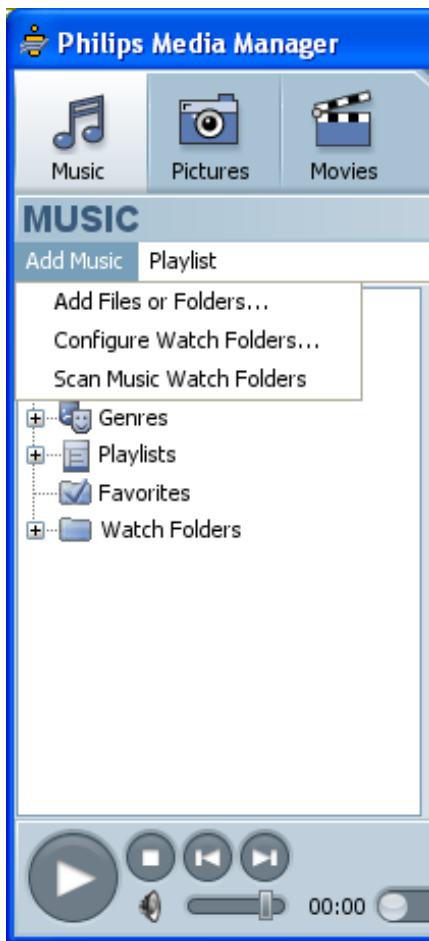 Philips Media Manager
Music Pictures Movies
MUSIC
Add Music Playlist
Add Files or Folders...
Configure Watch Folders...
Scan Music Watch Folders
Genres
Playlists
Favorites
Watch Folders
00:00